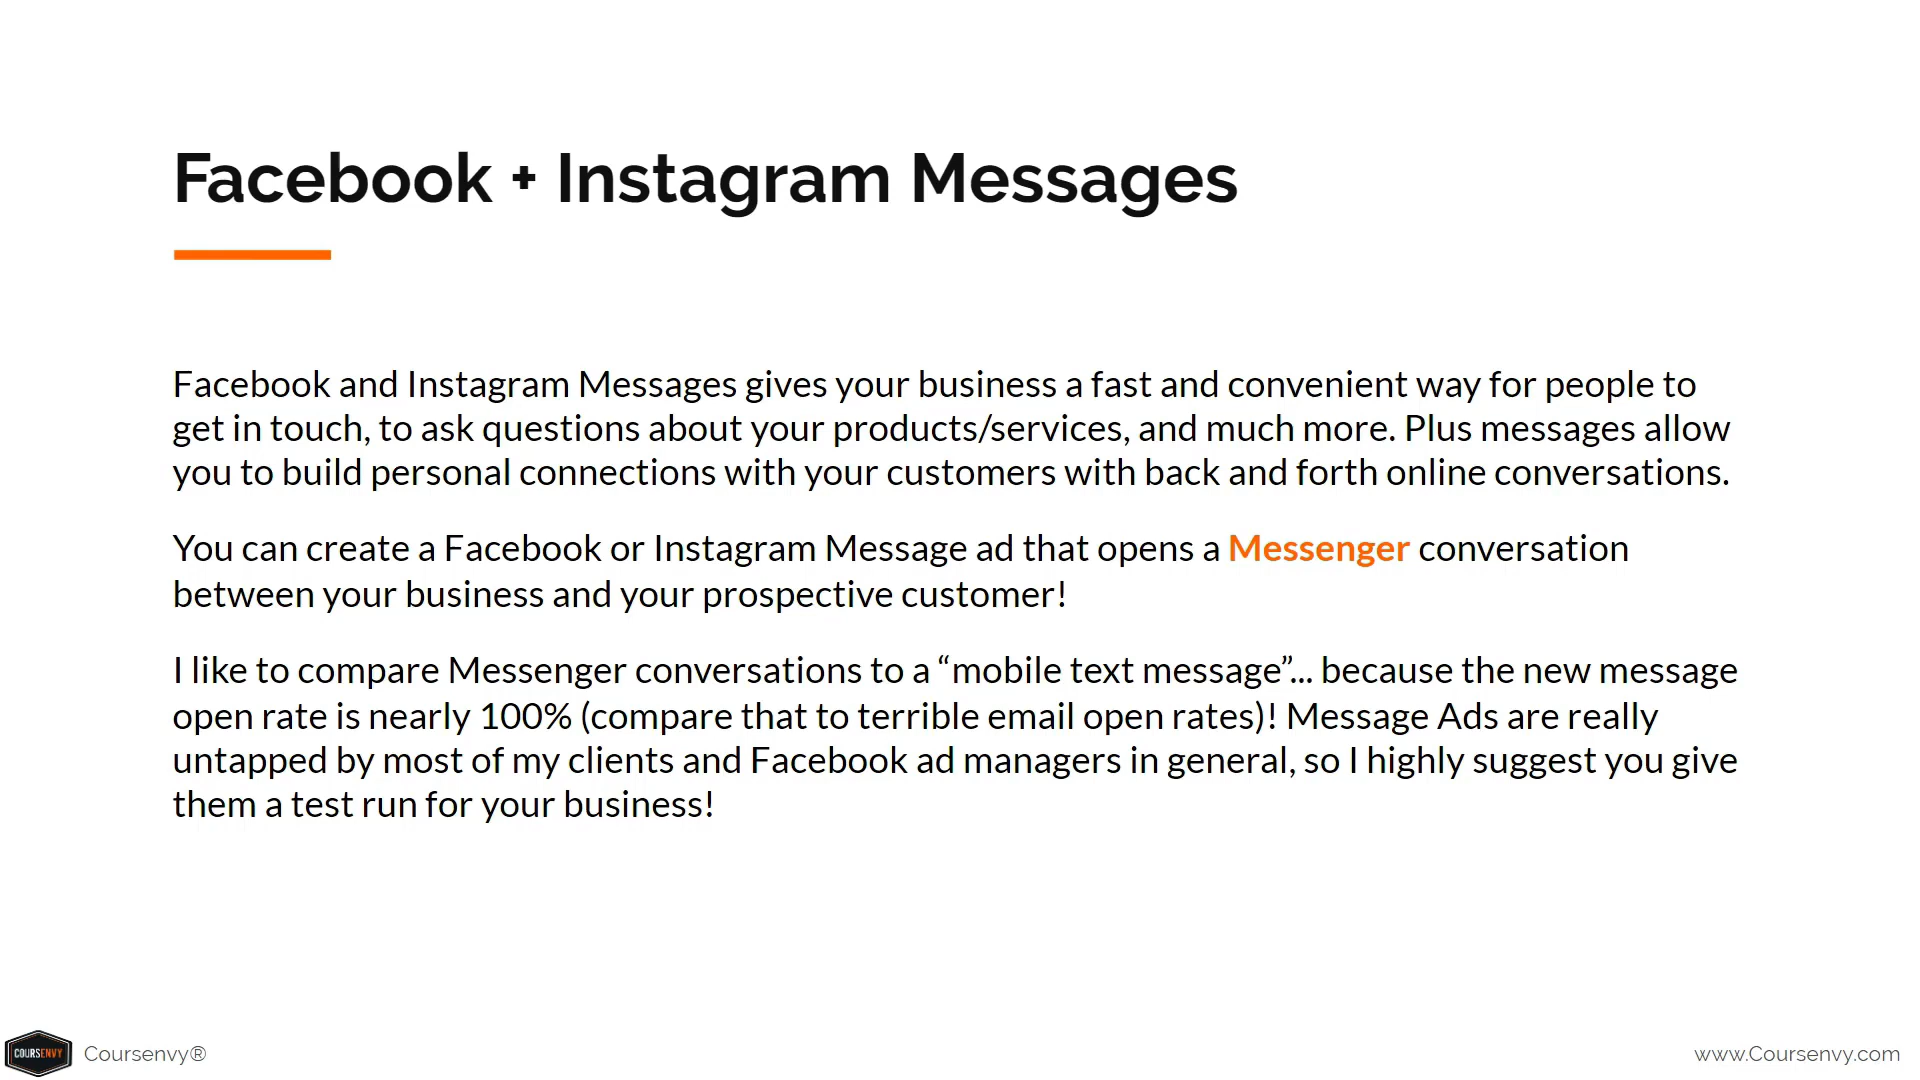 Facebook + Instagram Messages
Facebook and Instagram Messages gives your business a fast and convenient way for people to
get in touch, to ask questions about your products/services, and much more. Plus messages allow
you to build personal connections with your customers with back and forth online conversations.
You can create a Facebook or Instagram Message ad that opens a Messenger conversation
between your business and your prospective customer!
I like to compare Messenger conversations to a “mobile text message”... because the new message
open rate is nearly 100% (compare that to terrible email open rates)! Message Ads are really
untapped by most of my clients and Facebook ad managers in general, so I highly suggest you give
them a test run for your business!
COURSENVY
Coursenvy®
www.Coursenvy.com